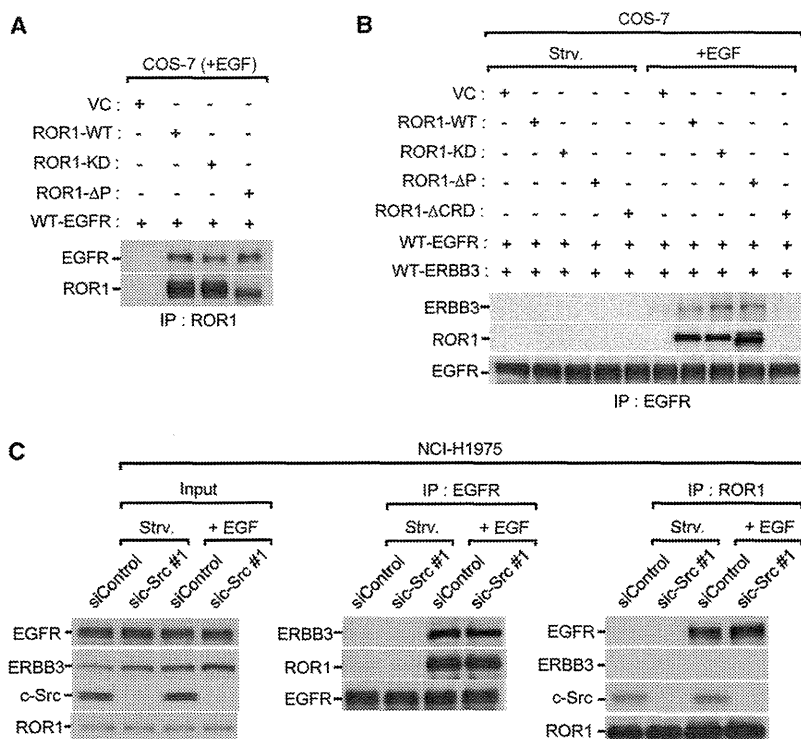 A
COS-7 (+EGF)
VC : + - - -
ROR1-WT : - + - -
ROR1-KD : - - + -
ROR1-ΔP : - - - +
WT-EGFR : + + + +
EGFR
ROR1
IP : ROR1
B
COS-7
Strv. +EGF
VC : + - - - - + - - - -
ROR1-WT : - + - - - - + - - -
ROR1-KD : - - + - - - - + - -
ROR1-ΔP : - - - + - - - - + -
ROR1-ΔCRD : - - - - + - - - - +
WT-EGFR : + + + + + + + + + +
WT-ERBB3 : + + + + + + + + + +
ERBB3
ROR1
EGFR
IP : EGFR
C
NCI-H1975
Input
Strv. + EGF
siControl sic-Src #1 siControl sic-Src #1
EGFR
ERBB3
c-Src
ROR1
IP : EGFR
Strv. + EGF
siControl sic-Src #1 siControl sic-Src #1
ERBB3
ROR1
EGFR
IP : ROR1
Strv. + EGF
siControl sic-Src #1 siControl sic-Src #1
EGFR
ERBB3
c-Src
ROR1